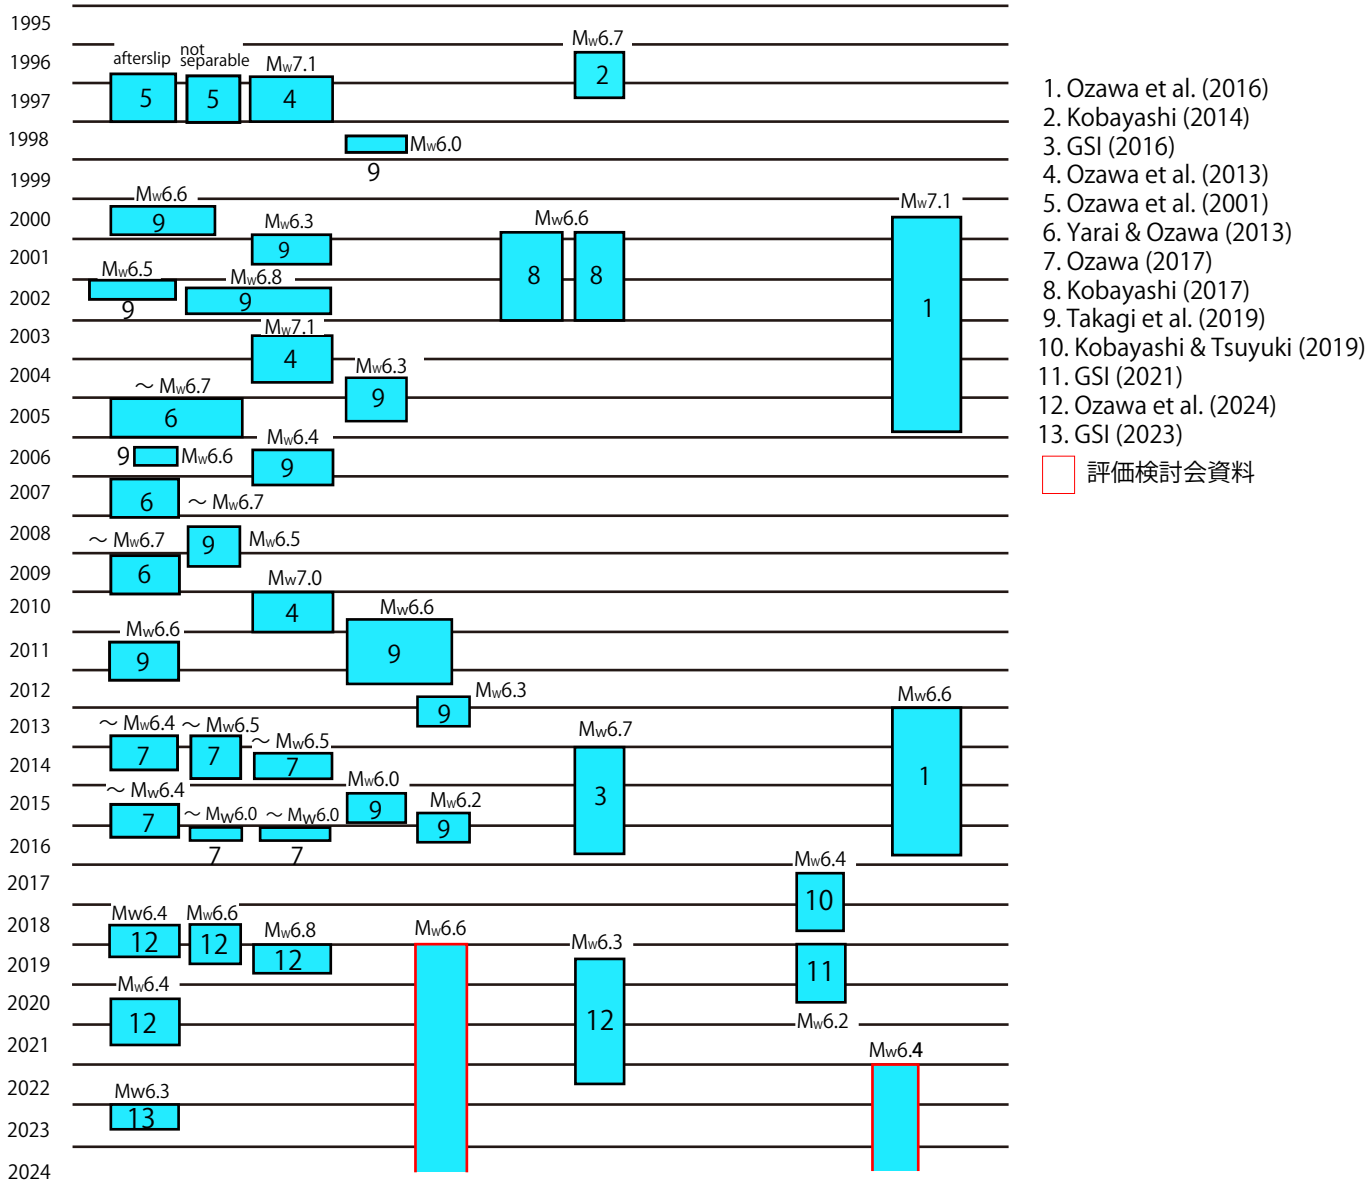 1995
1996
1997
1998
1999
2000
2001
2002
2003
2004
2005
2006
2007
2008
2009
2010
2011
2012
2013
2014
2015
2016
2017
2018
2019
2020
2021
2022
2023
2024
afterslip
not
separable
Mw7.1
Mw6.7
5
5
4
2
Mw6.0
9
Mw6.6
9
Mw6.3
9
Mw6.6
8
8
Mw7.1
1
Mw6.5
9
Mw6.8
9
Mw7.1
4
Mw6.3
9
～ Mw6.7
6
Mw6.4
9
9
Mw6.6
6
～ Mw6.7
9
Mw6.5
～ Mw6.7
6
Mw7.0
4
Mw6.6
9
Mw6.6
9
Mw6.3
9
Mw6.6
1
～ Mw6.4
7
～ Mw6.5
7
～ Mw6.5
7
Mw6.7
3
～ Mw6.4
7
～ Mw6.0
7
～ Mw6.0
7
Mw6.0
9
Mw6.2
9
Mw6.4
10
Mw6.4
12
Mw6.6
12
Mw6.8
12
Mw6.6
Mw6.3
12
11
Mw6.2
Mw6.4
12
Mw6.4
Mw6.3
13
1. Ozawa et al. (2016)
2. Kobayashi (2014)
3. GSI (2016)
4. Ozawa et al. (2013)
5. Ozawa et al. (2001)
6. Yarai & Ozawa (2013)
7. Ozawa (2017)
8. Kobayashi (2017)
9. Takagi et al. (2019)
10. Kobayashi & Tsuyuki (2019)
11. GSI (2021)
12. Ozawa et al. (2024)
13. GSI (2023)
評価検討会資料